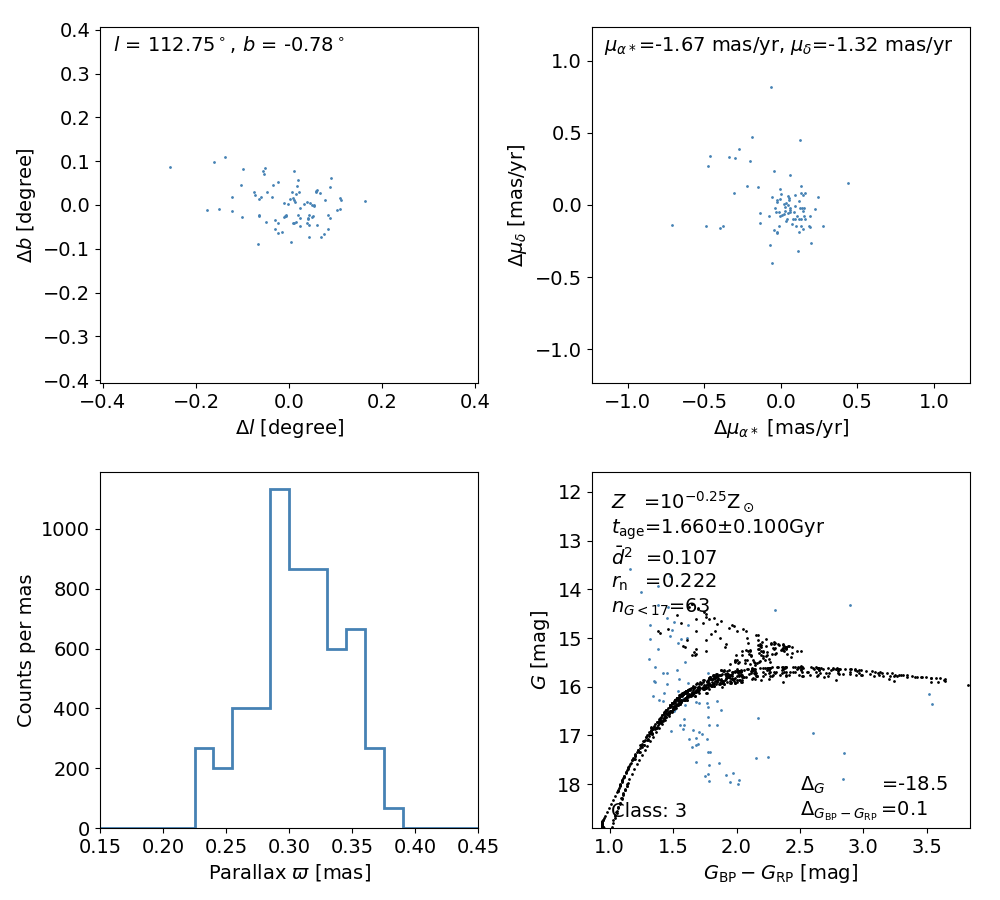 l = 112.75°, b = -0.78°
0.4
0.3
0.2
0.1
0.0
−0.1
−0.2
−0.3
−0.4
Δb [degree]
−0.4 −0.2 0.0 0.2 0.4
Δl [degree]
μα∗=-1.67 mas/yr, μδ=-1.32 mas/yr
1.0
0.5
0.0
−0.5
−1.0
Δμδ [mas/yr]
−1.0 −0.5 0.0 0.5 1.0
Δμα∗ [mas/yr]
1000
800
600
400
200
0
Counts per mas
0.15 0.20 0.25 0.30 0.35 0.40 0.45
Parallax ϖ [mas]
12
13
14
15
16
17
18
G [mag]
Z =10^−0.25 Z⊙
tage=1.660±0.100Gyr
d̄² =0.107
rn =0.222
nG<17=63
ΔG =-18.5
ΔGBP−GRP=0.1
Class: 3
1.0 1.5 2.0 2.5 3.0 3.5
GBP − GRP [mag]